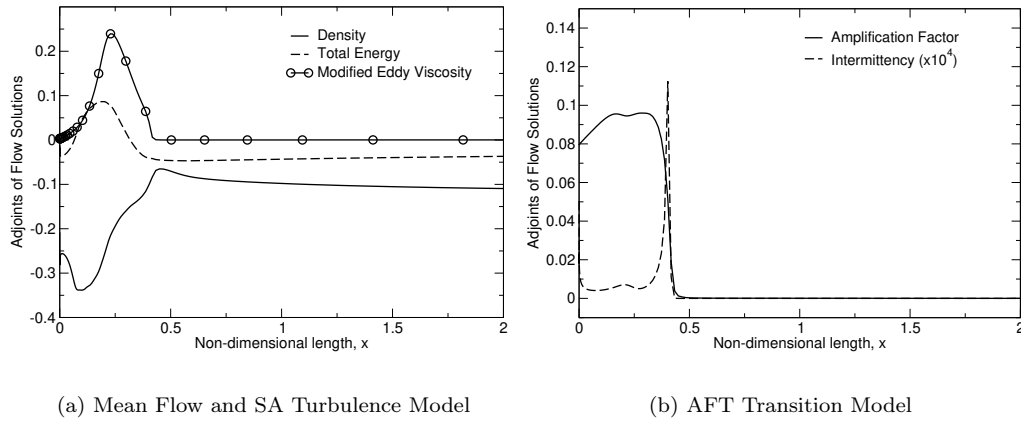 Adjoints of Flow Solutions
0.2
0.1
0
-0.1
-0.2
-0.3
-0.4
Density
Total Energy
Modified Eddy Viscosity
0 0.5 1 1.5 2
Non-dimensional length, x
(a) Mean Flow and SA Turbulence Model
Adjoints of Flow Solutions
0.14
0.12
0.1
0.08
0.06
0.04
0.02
0
Amplification Factor
Intermittency (x10^4)
0 0.5 1 1.5 2
Non-dimensional length, x
(b) AFT Transition Model